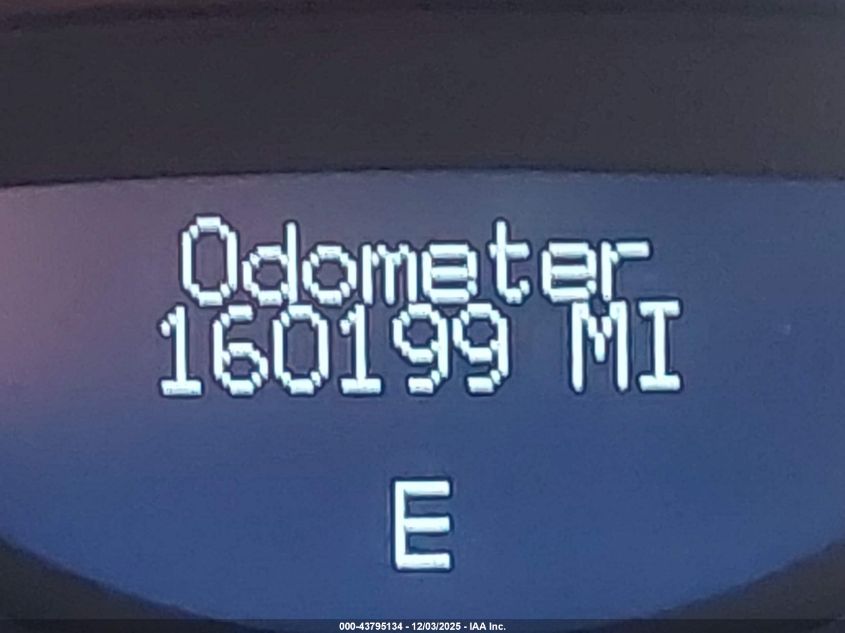 Odometer
160199 MI
E
000-43795134 - 12/03/2025 - IAA Inc.